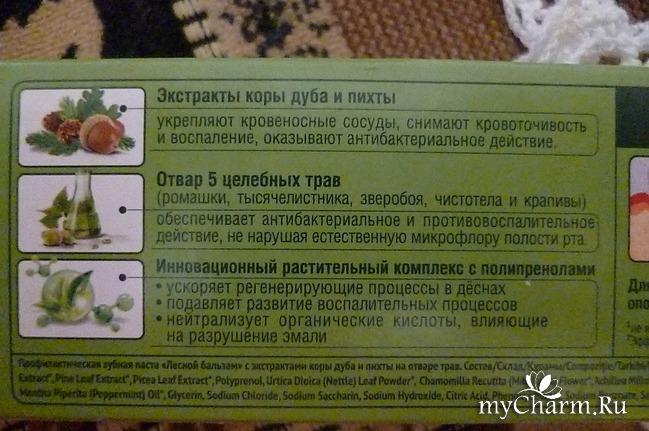 Экстракты коры дуба и пихты
укрепляют кровеносные сосуды, снимают кровоточивость
и воспаление, оказывают антибактериальное действие.
Отвар 5 целебных трав
(ромашки, тысячелистника, зверобоя, чистотела и крапивы)
обеспечивает антибактериальное и противовоспалительное
действие, не нарушая естественную микрофлору полости рта.
Инновационный растительный комплекс с полипренолами
• ускоряет регенерирующие процессы в дёснах
• подавляет развитие воспалительных процессов
• нейтрализует органические кислоты, влияющие
на разрушение эмали
Для
опо
Профилактическая зубная паста «Лесной бальзам» с экстрактами коры дуба и пихты на отваре трав. Состав/Склад/
Extract*, Pine Leaf Extract*, Picea Leaf Extract*, Polyprenol, Urtica Dioica (Nettle) Leaf Powder*, Chamomilla Recutita Flower*, Achillea
Mentha Piperita (Peppermint) Oil*, Glycerin, Sodium Chloride, Sodium Saccharin, Sodium Hydroxide, Citric Acid,
myCharm.Ru